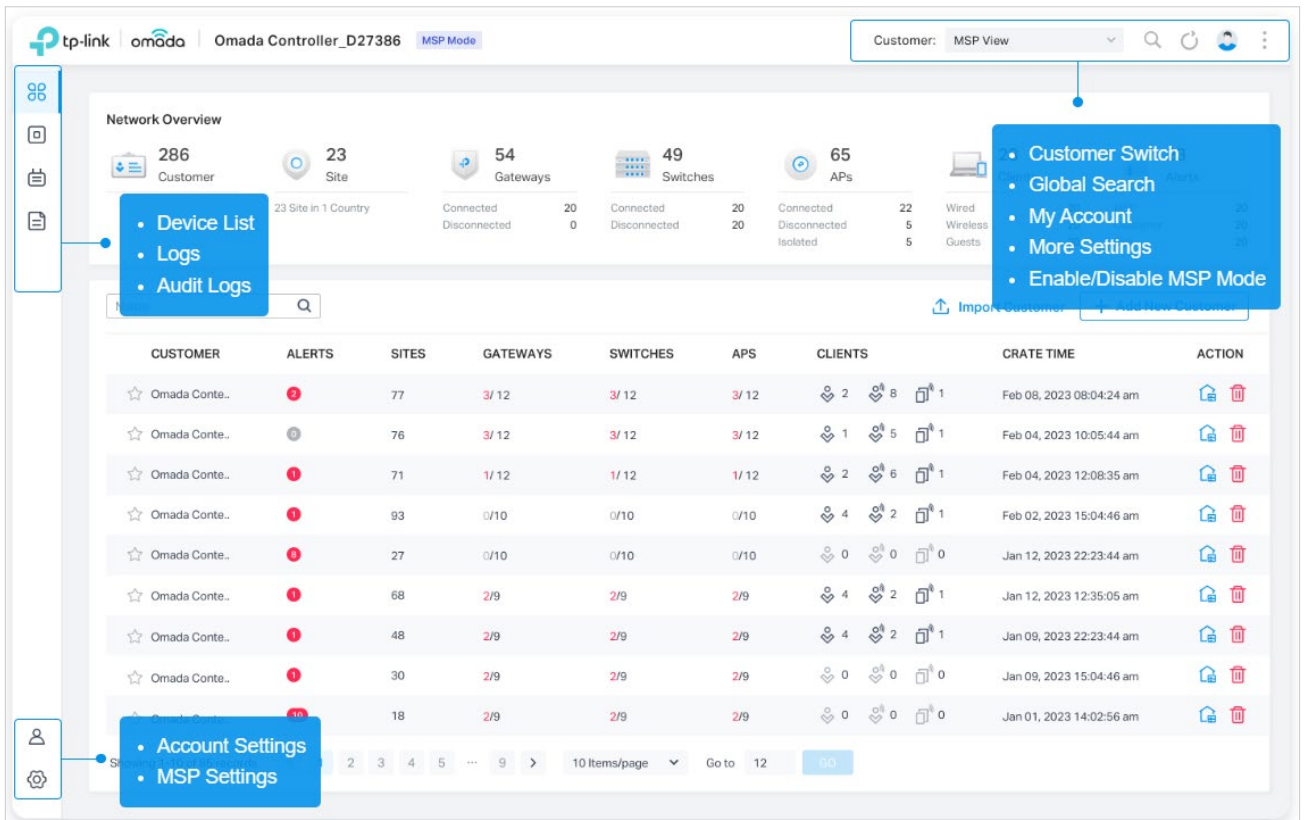 tp-link omada Omada Controller_D27386 MSP Mode Customer: MSP View
Network Overview
286 Customer
23 Site
54 Gateways
49 Switches
65 APs
23 Site in 1 Country
Connected 20
Disconnected 0
Connected 20
Disconnected 20
Connected 22
Disconnected 5
Isolated 5
Wired
Wireless
Guests
• Customer Switch
• Global Search
• My Account
• More Settings
• Enable/Disable MSP Mode
• Device List
• Logs
• Audit Logs
Import Customer + Add New Customer
CUSTOMER ALERTS SITES GATEWAYS SWITCHES APS CLIENTS CRATE TIME ACTION
Omada Conte.. 2 77 3/ 12 3/ 12 3/ 12 2 8 1 Feb 08, 2023 08:04:24 am
Omada Conte.. 0 76 3/ 12 3/ 12 3/ 12 1 5 1 Feb 04, 2023 10:05:44 am
Omada Conte.. 1 71 1/ 12 1/ 12 1/ 12 2 6 1 Feb 04, 2023 12:08:35 am
Omada Conte.. 1 93 0/10 0/10 0/10 4 2 1 Feb 02, 2023 15:04:46 am
Omada Conte.. 8 27 0/10 0/10 0/10 0 0 0 Jan 12, 2023 22:23:44 am
Omada Conte.. 1 68 2/9 2/9 2/9 4 2 1 Jan 12, 2023 12:35:05 am
Omada Conte.. 1 48 2/9 2/9 2/9 4 2 1 Jan 09, 2023 22:23:44 am
Omada Conte.. 1 30 2/9 2/9 2/9 0 0 0 Jan 09, 2023 15:04:46 am
10 18 2/9 2/9 2/9 0 0 0 Jan 01, 2023 14:02:56 am
• Account Settings
• MSP Settings
2 3 4 5 ... 9 > 10 Items/page Go to 12 GO